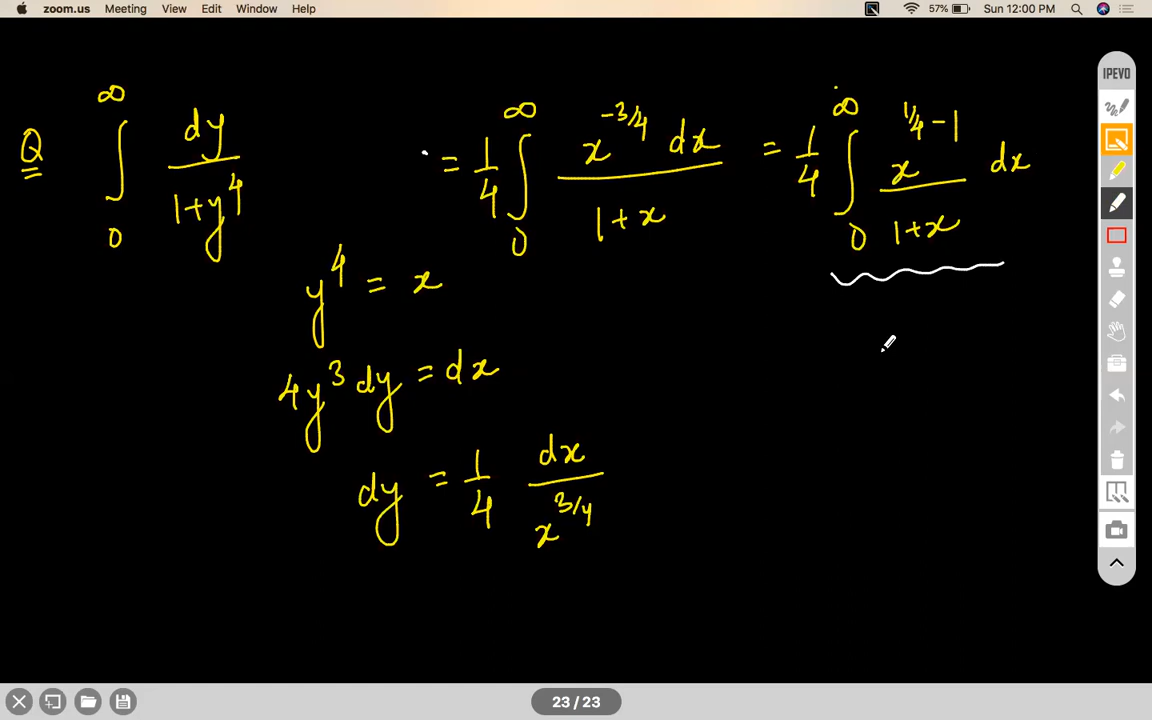 zoom.us Meeting View Edit Window Help 57% Sun 12:00 PM
IPEVO
Q ∫₀^∞ dy/(1+y⁴) = 1/4 ∫₀^∞ x^(-3/4) dx/(1+x) = 1/4 ∫₀^∞ x^(1/4-1)/(1+x) dx
y⁴ = x
4y³ dy = dx
dy = 1/4 dx/x^(3/4)
23 / 23